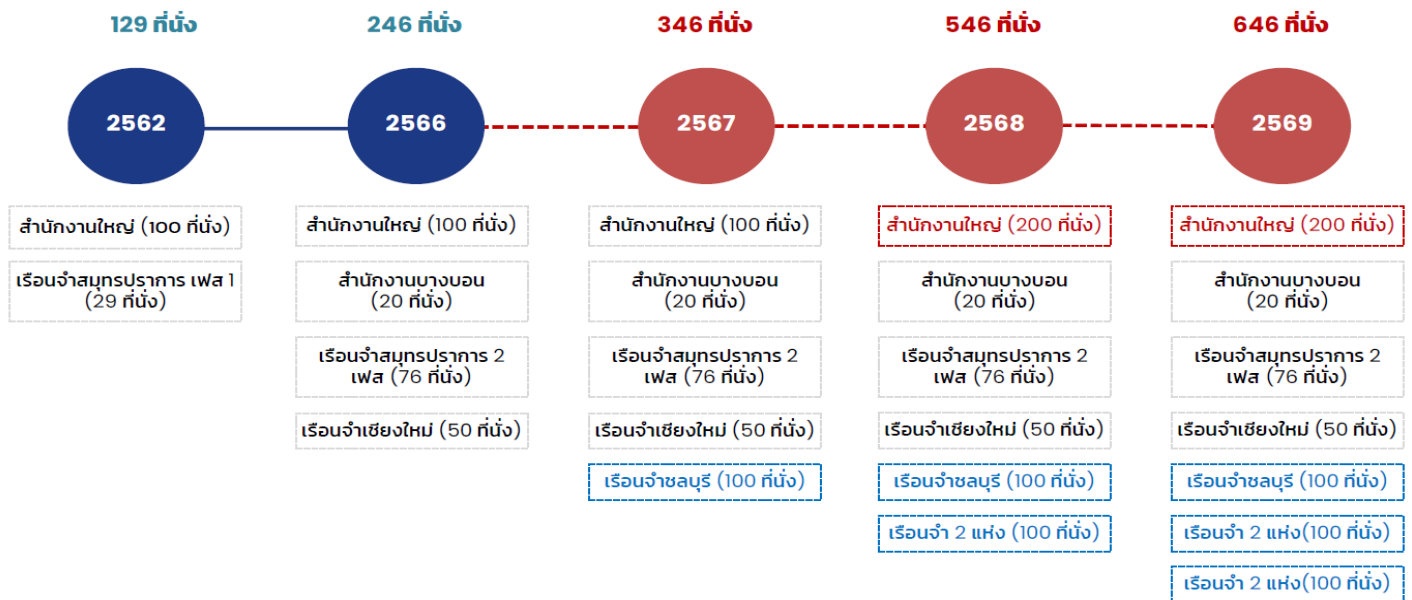 129 ที่นั่ง
246 ที่นั่ง
346 ที่นั่ง
546 ที่นั่ง
646 ที่นั่ง
2562
2566
2567
2568
2569
สำนักงานใหญ่ (100 ที่นั่ง)
เรือนจำสมุทรปราการ เฟส 1
(29 ที่นั่ง)
สำนักงานใหญ่ (100 ที่นั่ง)
สำนักงานบางบอน
(20 ที่นั่ง)
เรือนจำสมุทรปราการ 2
เฟส (76 ที่นั่ง)
เรือนจำเชียงใหม่ (50 ที่นั่ง)
สำนักงานใหญ่ (100 ที่นั่ง)
สำนักงานบางบอน
(20 ที่นั่ง)
เรือนจำสมุทรปราการ 2
เฟส (76 ที่นั่ง)
เรือนจำเชียงใหม่ (50 ที่นั่ง)
เรือนจำชลบุรี (100 ที่นั่ง)
สำนักงานใหญ่ (200 ที่นั่ง)
สำนักงานบางบอน
(20 ที่นั่ง)
เรือนจำสมุทรปราการ 2
เฟส (76 ที่นั่ง)
เรือนจำเชียงใหม่ (50 ที่นั่ง)
เรือนจำชลบุรี (100 ที่นั่ง)
เรือนจำ 2 แห่ง (100 ที่นั่ง)
สำนักงานใหญ่ (200 ที่นั่ง)
สำนักงานบางบอน
(20 ที่นั่ง)
เรือนจำสมุทรปราการ 2
เฟส (76 ที่นั่ง)
เรือนจำเชียงใหม่ (50 ที่นั่ง)
เรือนจำชลบุรี (100 ที่นั่ง)
เรือนจำ 2 แห่ง(100 ที่นั่ง)
เรือนจำ 2 แห่ง(100 ที่นั่ง)